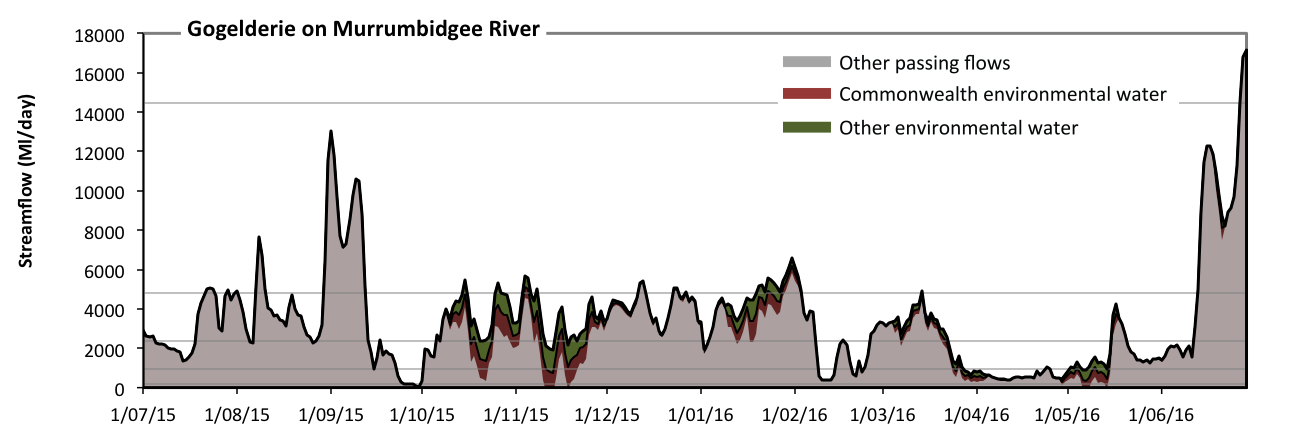 Gogelderie on Murrumbidgee River
Streamflow (Ml/day)
18000
16000
14000
12000
10000
8000
6000
4000
2000
0
Other passing flows
Commonwealth environmental water
Other environmental water
1/07/15 1/08/15 1/09/15 1/10/15 1/11/15 1/12/15 1/01/16 1/02/16 1/03/16 1/04/16 1/05/16 1/06/16